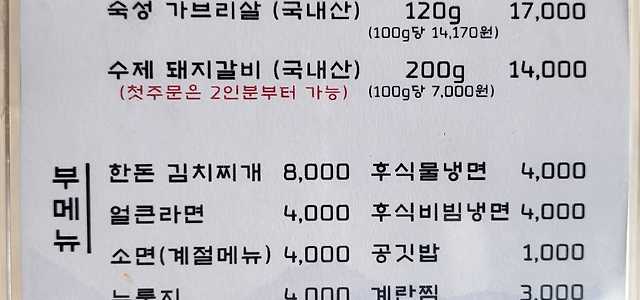 숙성 가브리살 (국내산) 120g 17,000
(100g당 14,170원)
수제 돼지갈비 (국내산) 200g 14,000
(첫주문은 2인분부터 가능) (100g당 7,000원)
부메뉴
한돈 김치찌개 8,000 후식물냉면 4,000
얼큰라면 4,000 후식비빔냉면 4,000
소면(계절메뉴) 4,000 공깃밥 1,000
누룽지 4,000 계란찜 3,000